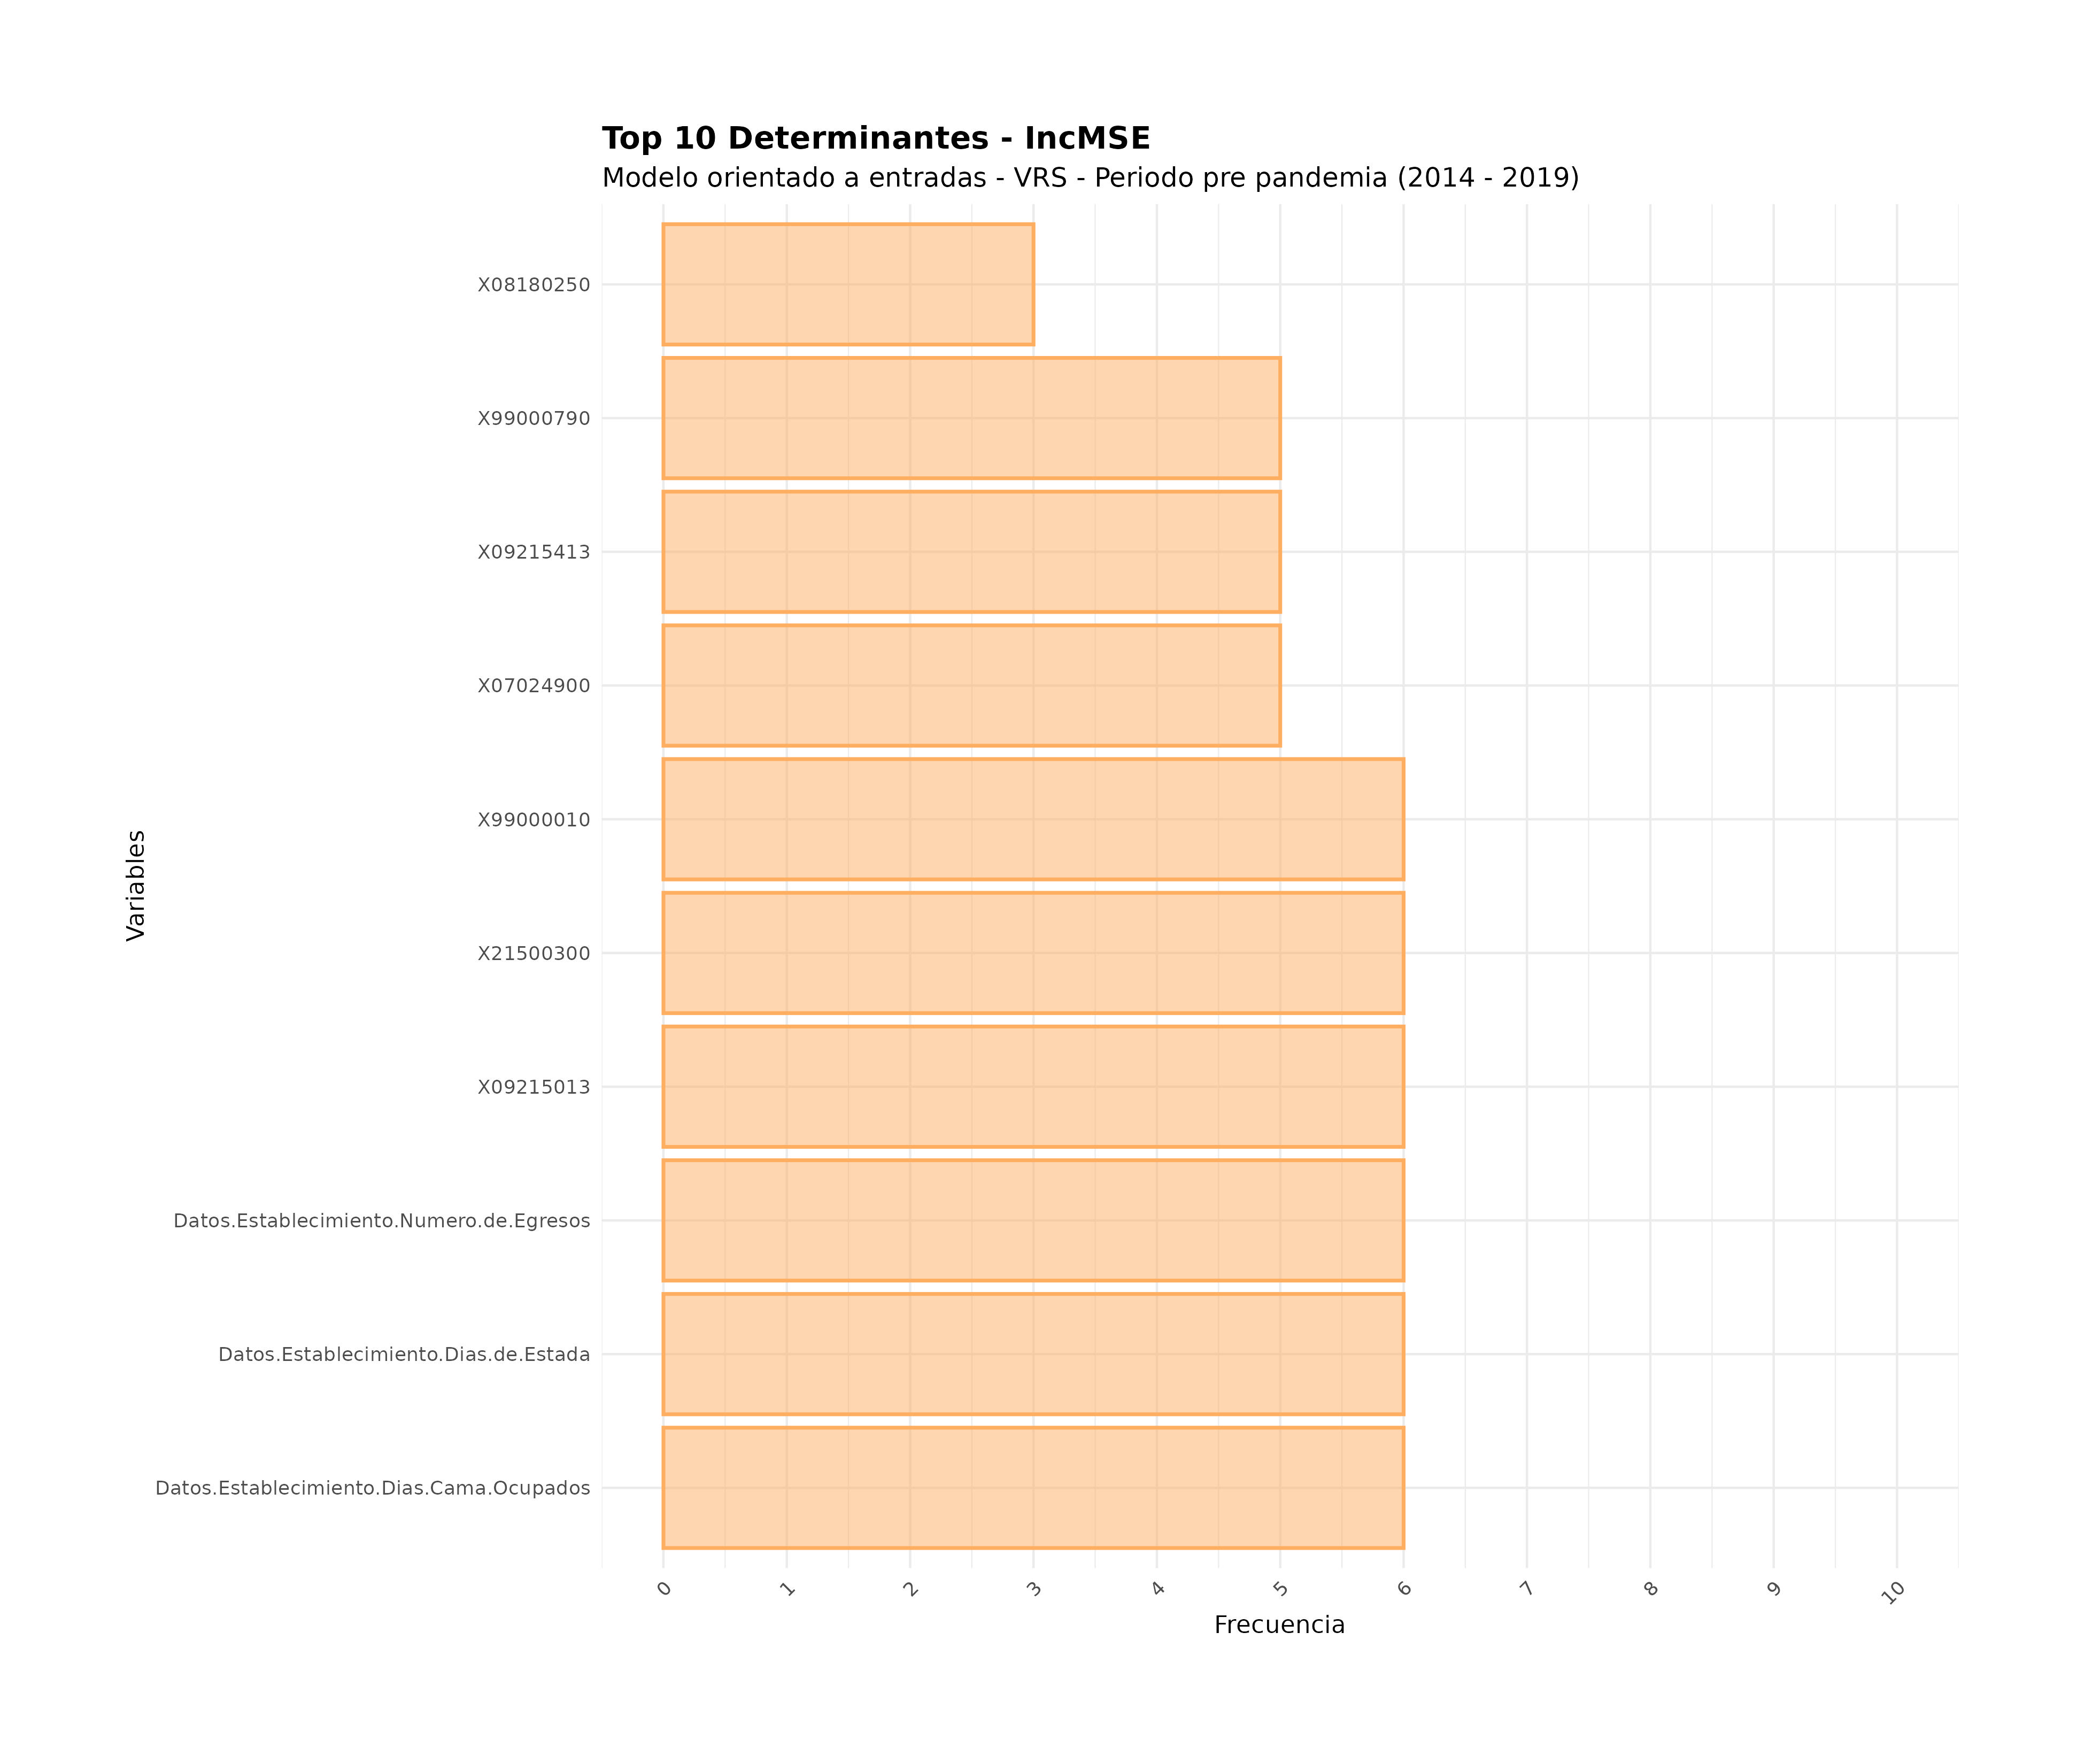 Top 10 Determinantes - IncMSE
Modelo orientado a entradas - VRS - Periodo pre pandemia (2014 - 2019)
Variables
X08180250
X99000790
X09215413
X07024900
X99000010
X21500300
X09215013
Datos.Establecimiento.Numero.de.Egresos
Datos.Establecimiento.Dias.de.Estada
Datos.Establecimiento.Dias.Cama.Ocupados
0 1 2 3 4 5 6 7 8 9 10
Frecuencia